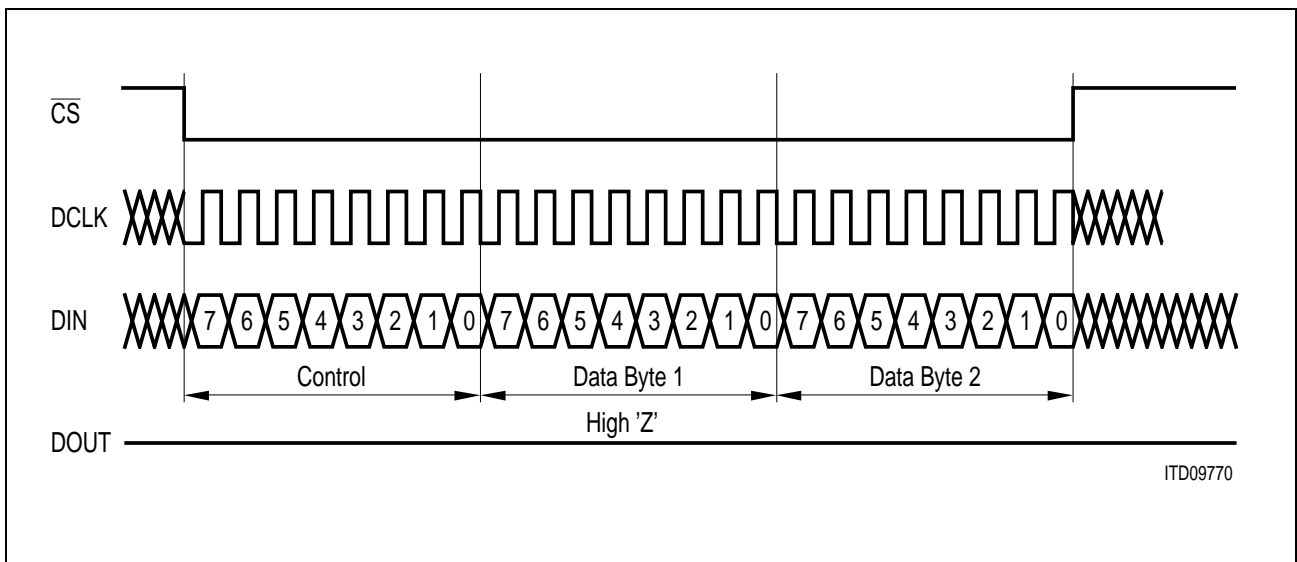 C̅S̅
DCLK
DIN 7 6 5 4 3 2 1 0 7 6 5 4 3 2 1 0 7 6 5 4 3 2 1 0
Control Data Byte 1 Data Byte 2
High 'Z'
DOUT
ITD09770